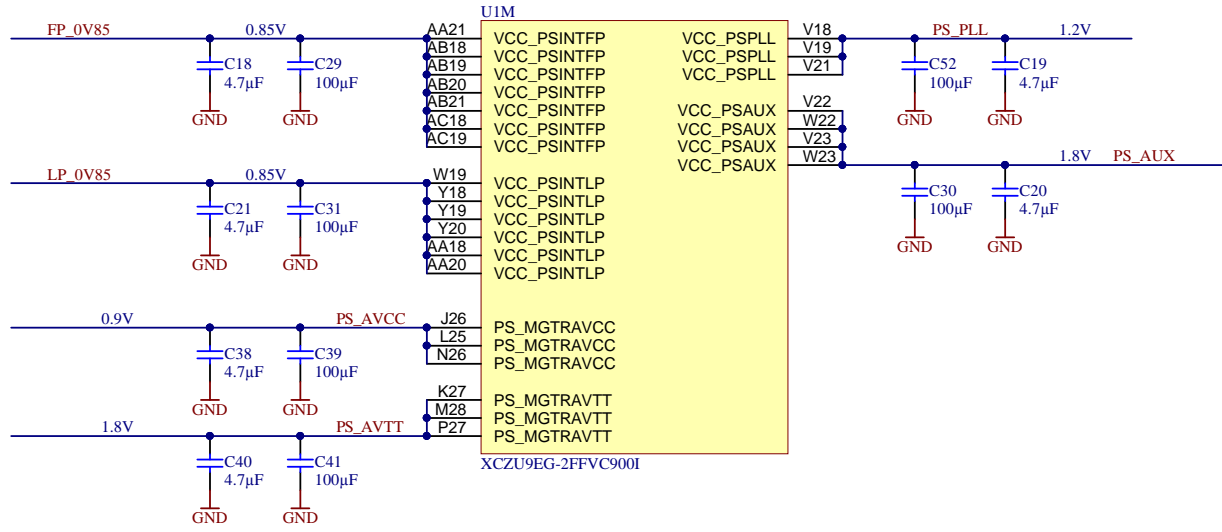 U1M
FP_0V85 0.85V
C18 4.7µF
C29 100µF
GND GND
AA21 VCC_PSINTFP
AB18 VCC_PSINTFP
AB19 VCC_PSINTFP
AB20 VCC_PSINTFP
AB21 VCC_PSINTFP
AC18 VCC_PSINTFP
AC19 VCC_PSINTFP
VCC_PSPLL V18
VCC_PSPLL V19
VCC_PSPLL V21
PS_PLL 1.2V
C52 100µF
C19 4.7µF
GND GND
VCC_PSAUX V22
VCC_PSAUX W22
VCC_PSAUX V23
VCC_PSAUX W23
1.8V PS_AUX
C30 100µF
C20 4.7µF
GND GND
LP_0V85 0.85V
C21 4.7µF
C31 100µF
GND GND
W19 VCC_PSINTLP
Y18 VCC_PSINTLP
Y19 VCC_PSINTLP
Y20 VCC_PSINTLP
AA18 VCC_PSINTLP
AA20 VCC_PSINTLP
0.9V PS_AVCC
C38 4.7µF
C39 100µF
GND GND
J26 PS_MGTRAVCC
L25 PS_MGTRAVCC
N26 PS_MGTRAVCC
K27 PS_MGTRAVTT
M28 PS_MGTRAVTT
P27 PS_MGTRAVTT
1.8V PS_AVTT
C40 4.7µF
C41 100µF
GND GND
XCZU9EG-2FFVC900I